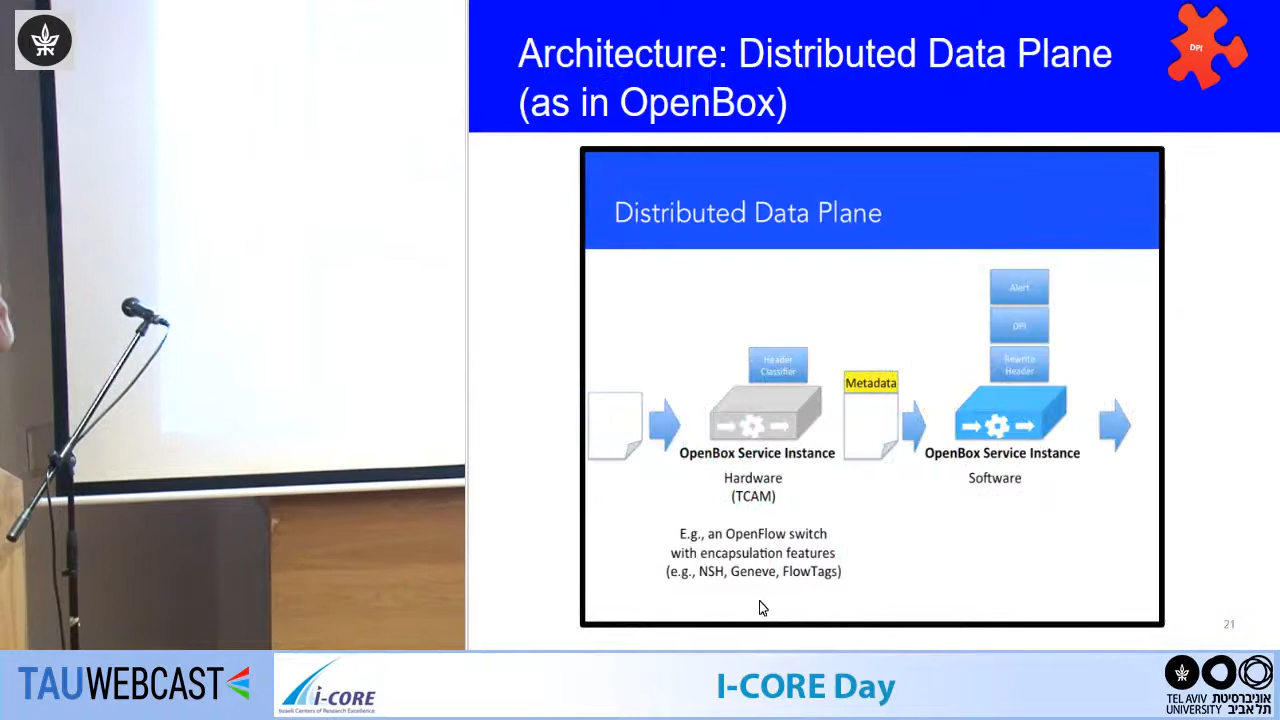 Architecture: Distributed Data Plane
(as in OpenBox)
DPI
Distributed Data Plane
Alert
DPI
Rewrite
Header
Header
Classifier
Metadata
OpenBox Service Instance
Hardware
(TCAM)
OpenBox Service Instance
Software
E.g., an OpenFlow switch
with encapsulation features
(e.g., NSH, Geneve, FlowTags)
21
TAUWEBCAST
i-CORE
Israeli Centers of Research Excellence
I-CORE Day
TEL AVIV
UNIVERSITY
אוניברסיטת
תל אביב